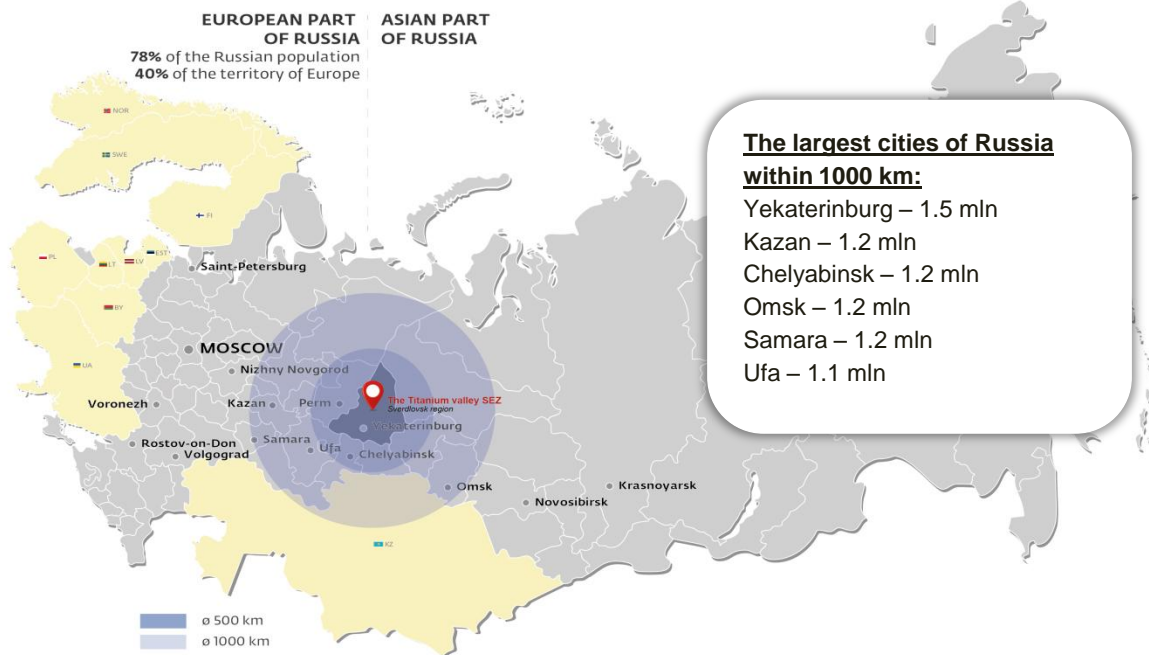 EUROPEAN PART
OF RUSSIA
78% of the Russian population
40% of the territory of Europe
ASIAN PART
OF RUSSIA
The largest cities of Russia
within 1000 km:
Yekaterinburg – 1.5 mln
Kazan – 1.2 mln
Chelyabinsk – 1.2 mln
Omsk – 1.2 mln
Samara – 1.2 mln
Ufa – 1.1 mln
NOR
SWE
FI
PL
LT
LV
EST
BY
UA
Saint-Petersburg
MOSCOW
Nizhny Novgorod
Voronezh
Kazan
Perm
The Titanium valley SEZ
Sverdlovsk region
Yekaterinburg
Rostov-on-Don
Volgograd
Samara
Ufa
Chelyabinsk
Omsk
Novosibirsk
Krasnoyarsk
KZ
ø 500 km
ø 1000 km